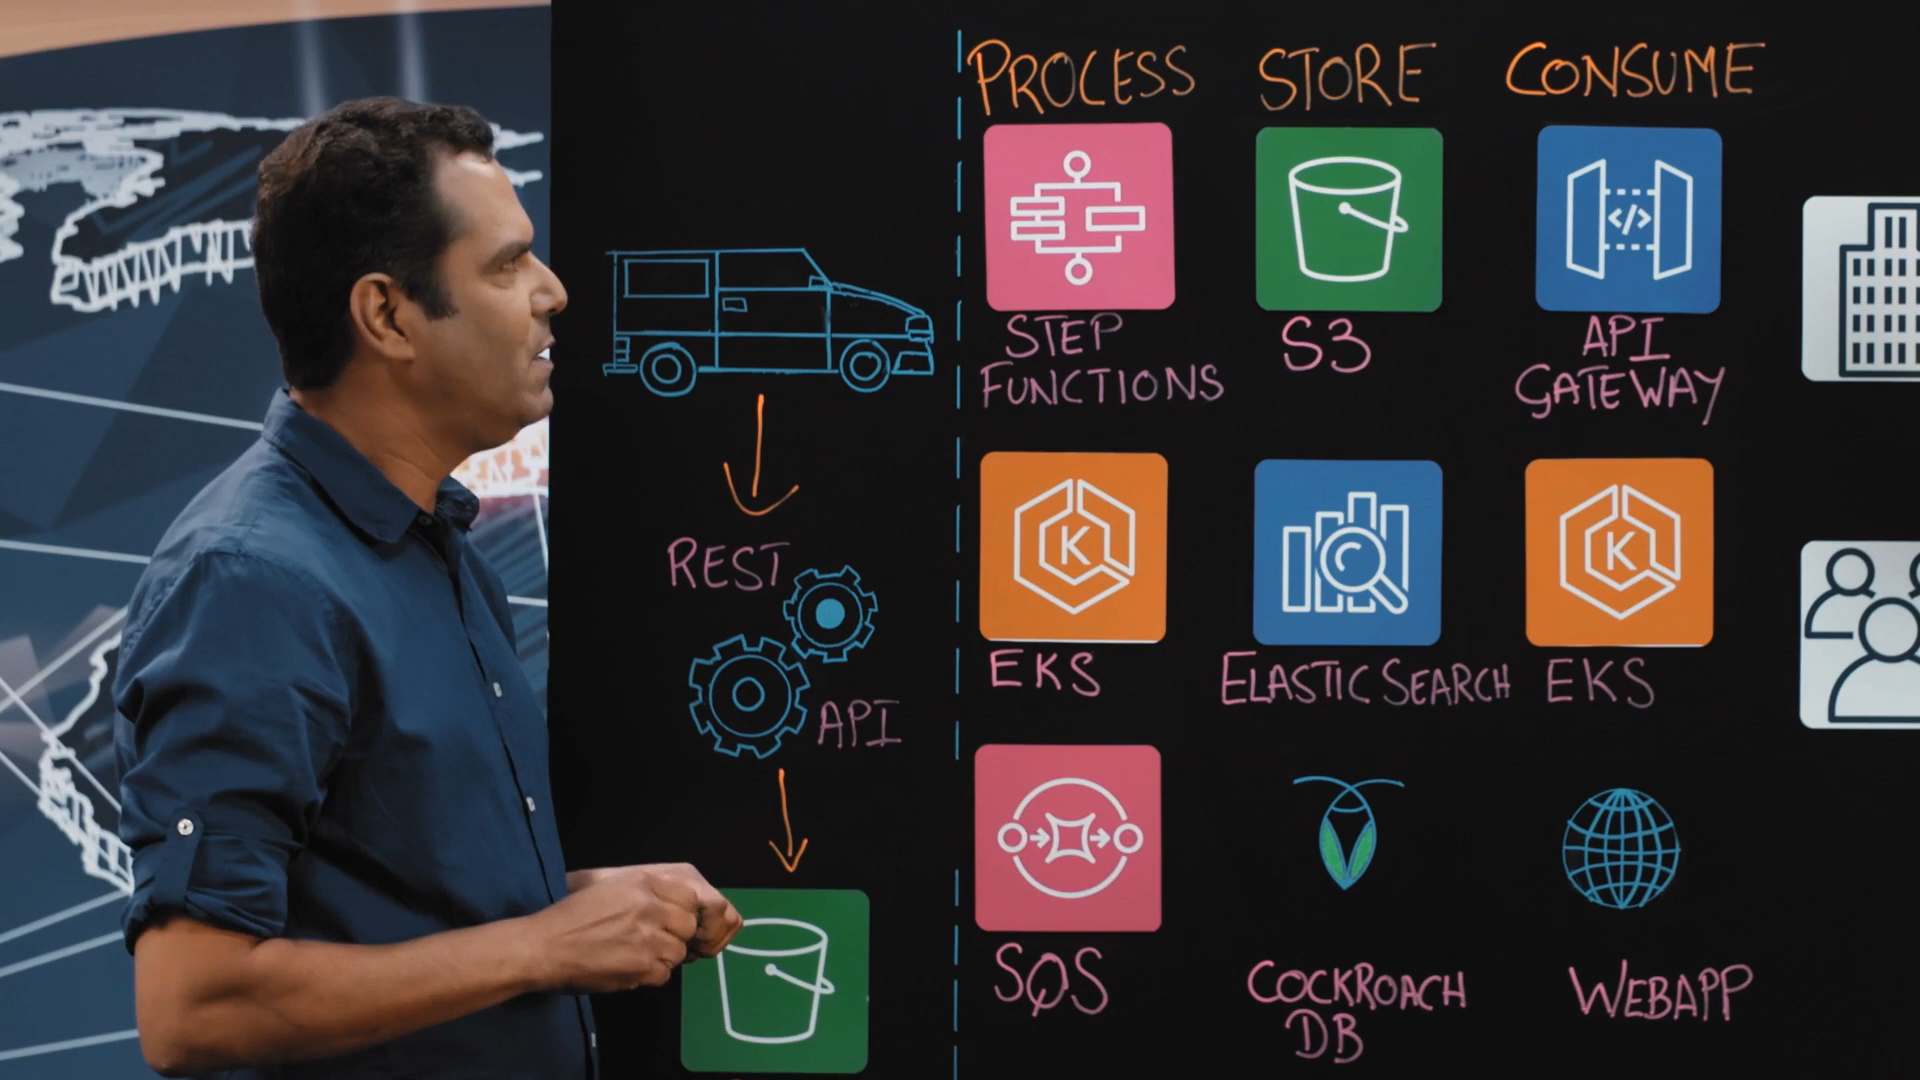 PROCESS
STORE
CONSUME
</>
STEP
FUNCTIONS
S3
API
GATEWAY
REST
API
K
K
EKS
ELASTIC SEARCH
EKS
SQS
COCKROACH
DB
WEBAPP